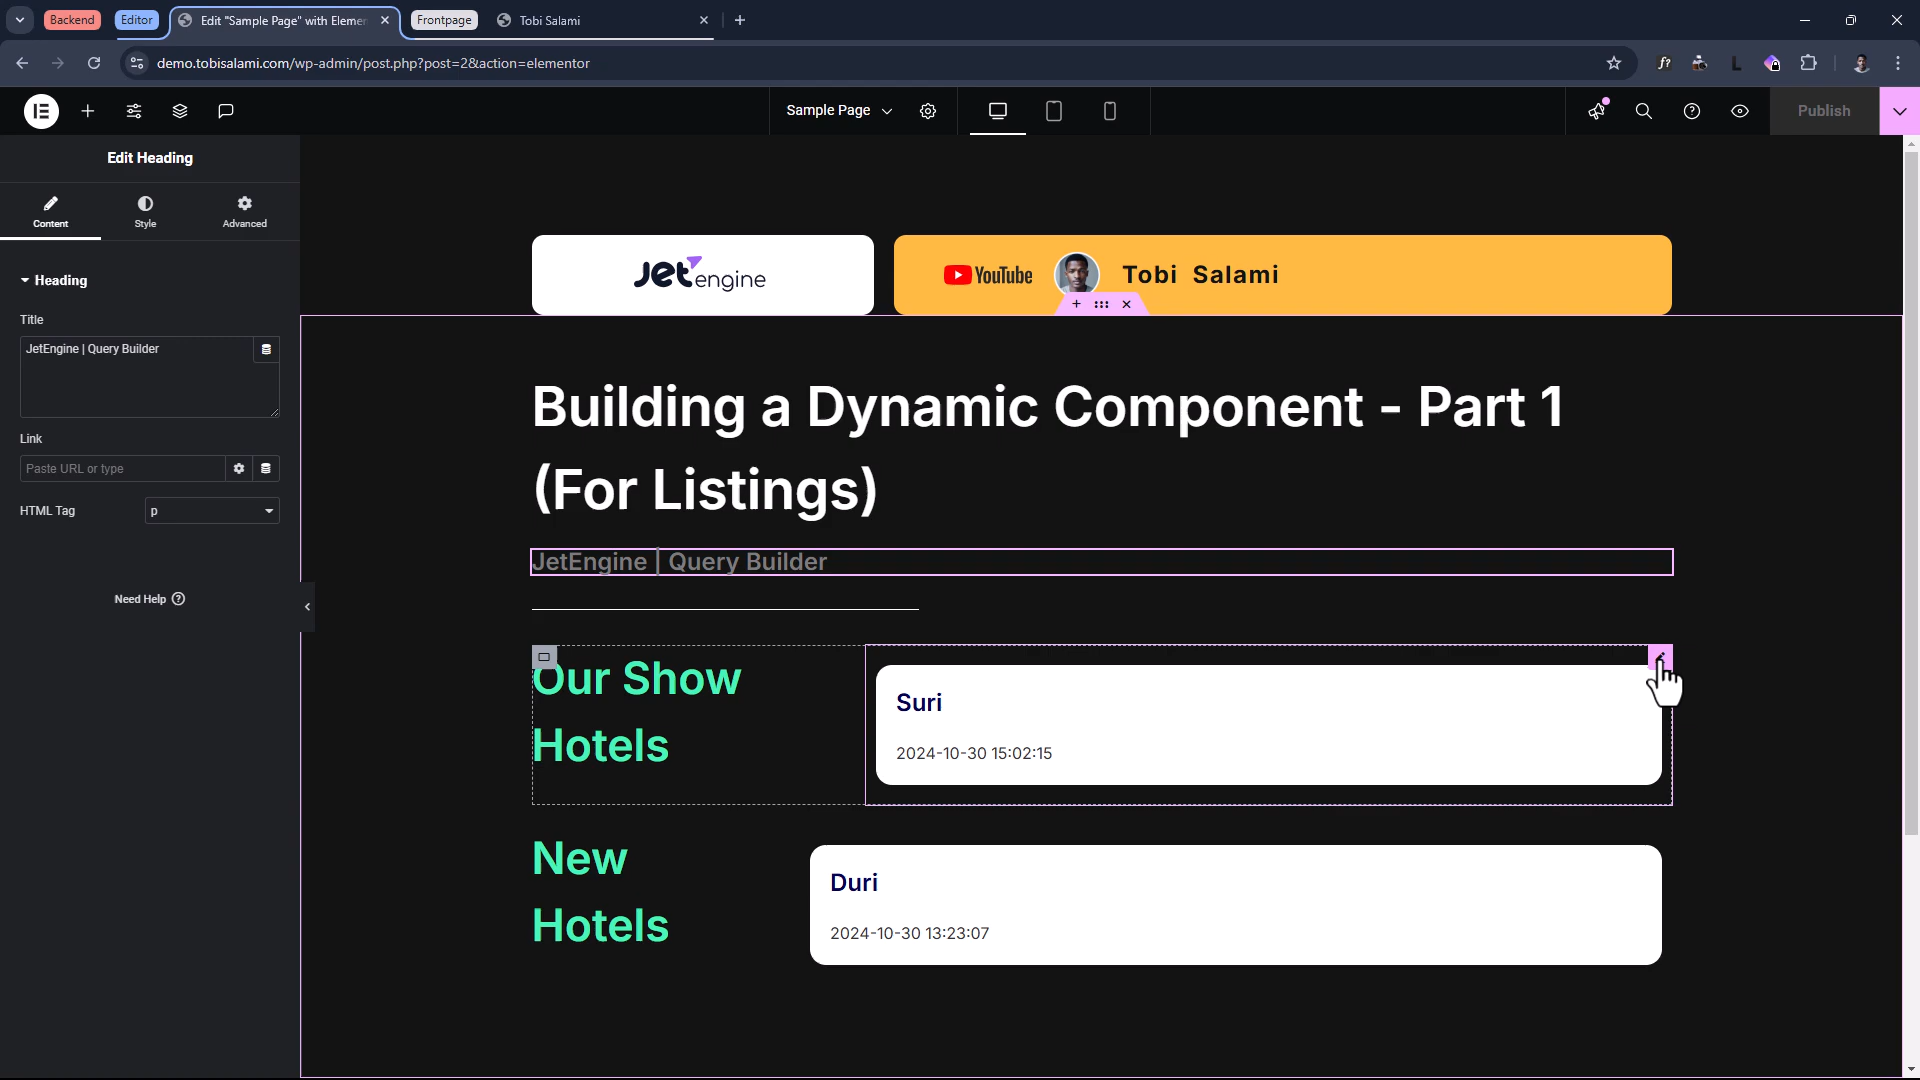 Backend
Editor
Edit "Sample Page" with Elemen
Frontpage
Tobi Salami
demo.tobisalami.com/wp-admin/post.php?post=2&action=elementor
f?
L
Sample Page
Publish
Edit Heading
Content
Style
Advanced
Heading
Title
JetEngine | Query Builder
Link
Paste URL or type
HTML Tag
p
Need Help
Jet engine
YouTube
Tobi Salami
Building a Dynamic Component - Part 1
(For Listings)
JetEngine | Query Builder
Our Show
Hotels
Suri
2024-10-30 15:02:15
New
Hotels
Duri
2024-10-30 13:23:07